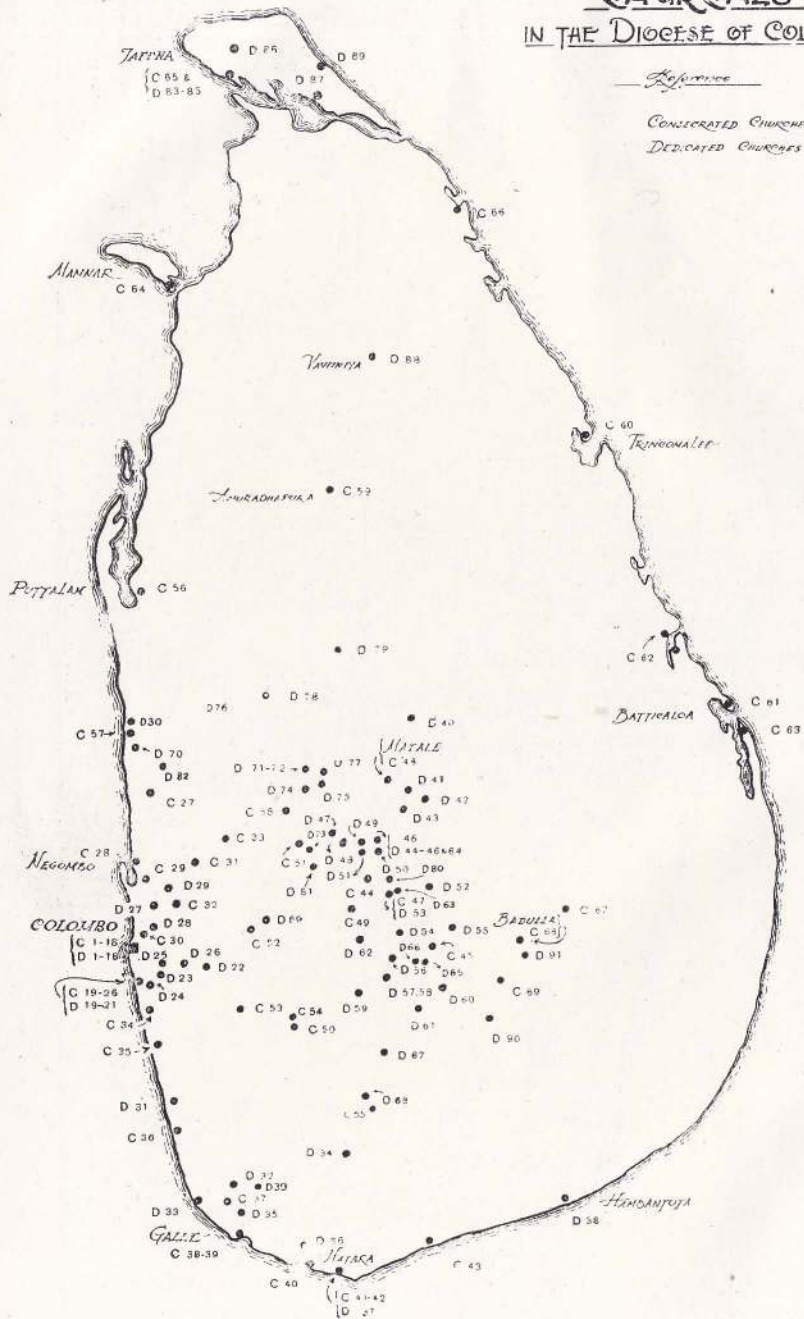 IN THE DIOCESE OF COL
Reference
CONSECRATED CHURCHE
DEDICATED CHURCHES
JAFFNA
D 86
D 89
C 65 &
D 83-85
D 87
C 66
MANNAR
C 64
VAVUNIYA
D 88
C 60
TRINCOMALEE
ANURADHAPURA
C 59
PUTTALAM
C 56
C 62
D 79
D 78
D76
BATTICALOA
C 61
C 63
D30
C 57
D 40
D 70
MATALE
C 48
D 82
D 71-72
D 77
D 41
C 27
D 74
D 75
D 42
D 43
C 58
D 47
D 49
C 33
D73
C 46
D 44-46&64
C 51
D 48
D 50
C 28
NEGOMBO
C 31
C 29
D 51
D80
D 81
D 29
C 44
C 47
D 53
D 63
D 52
D 27
C 32
C 49
BADULLA
C 67
COLOMBO
C 1-18
D 1-18
D 28
C 30
D 69
C 52
D 54
D 55
C 68
D 25
D 26
D 62
D66
C 45
D 91
D 22
D 56
D65
D 23
C 19-26
D 19-21
D 24
D 57,58
C 69
D 59
D 60
C 34
C 53
C 54
C 50
D 61
D 90
C 35
D 67
D 31
D 68
C55
C 36
D 34
D 32
D39
C 37
D 33
D 35
HAMBANTOTA
D 38
GALLE
D 36
C 38-39
MATARA
C 43
C 40
C 41-42
D 37